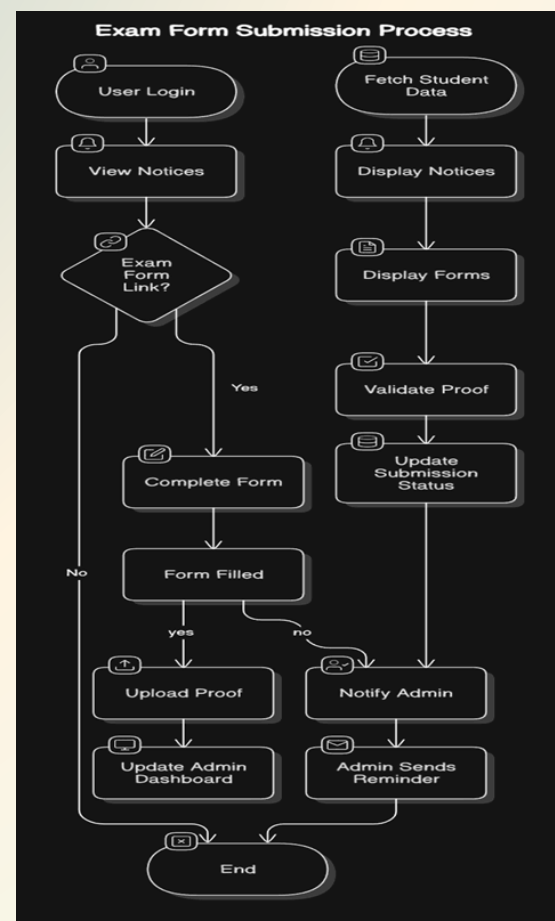 Exam Form Submission Process
User Login
Fetch Student
Data
View Notices
Display Notices
Exam
Form
Link?
Display Forms
Yes
Validate Proof
Complete Form
Update
Submission
Status
No
Form Filled
yes
no
Upload Proof
Notify Admin
Update Admin
Dashboard
Admin Sends
Reminder
End